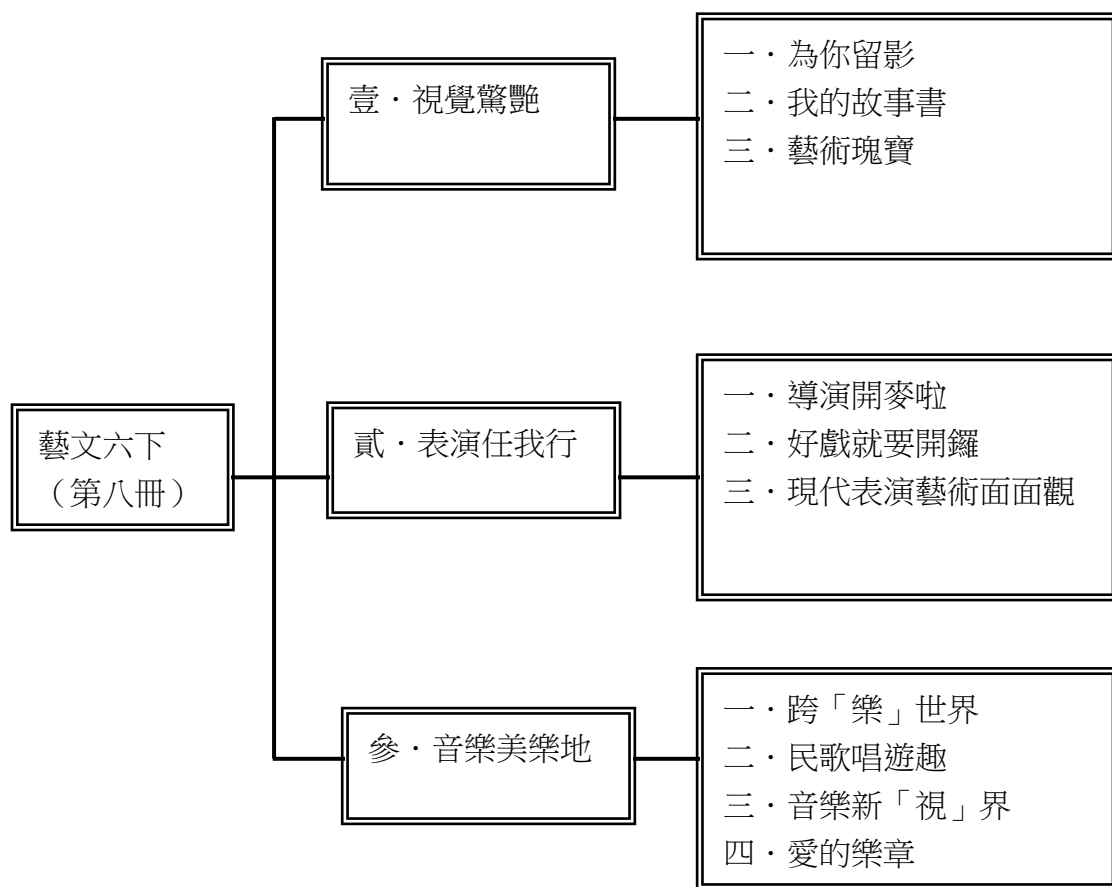 藝文六下
（第八冊）
壹．視覺驚艷
一．為你留影
二．我的故事書
三．藝術瑰寶
貳．表演任我行
一．導演開麥啦
二．好戲就要開鑼
三．現代表演藝術面面觀
參．音樂美樂地
一．跨「樂」世界
二．民歌唱遊趣
三．音樂新「視」界
四．愛的樂章